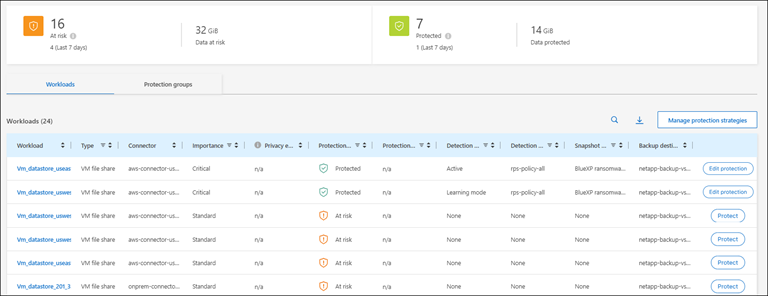 16
At risk
4 (Last 7 days)
32 GiB
Data at risk
7
Protected
1 (Last 7 days)
14 GiB
Data protected
Workloads
Protection groups
Workloads (24)
Manage protection strategies
Workload Type Connector Importance Privacy e... Protection... Protection... Detection ... Detection ... Snapshot ... Backup desti...
Vm_datastore_useas VM file share aws-connector-us... Critical n/a Protected n/a Active rps-policy-all BlueXP ransomwa... netapp-backup-vs... Edit protection
Vm_datastore_uswes VM file share aws-connector-us... Critical n/a Protected n/a Learning mode rps-policy-all BlueXP ransomwa... netapp-backup-vs... Edit protection
Vm_datastore_uswes VM file share aws-connector-us... Standard n/a At risk n/a None None None netapp-backup-vs... Protect
Vm_datastore_uswes VM file share aws-connector-us... Standard n/a At risk n/a None None None netapp-backup-vs... Protect
Vm_datastore_useas VM file share aws-connector-us... Standard n/a At risk n/a None None None netapp-backup-vs... Protect
Vm_datastore_201_3 VM file share onprem-connecto... Standard n/a At risk n/a None None None netapp-backup-vs... Protect